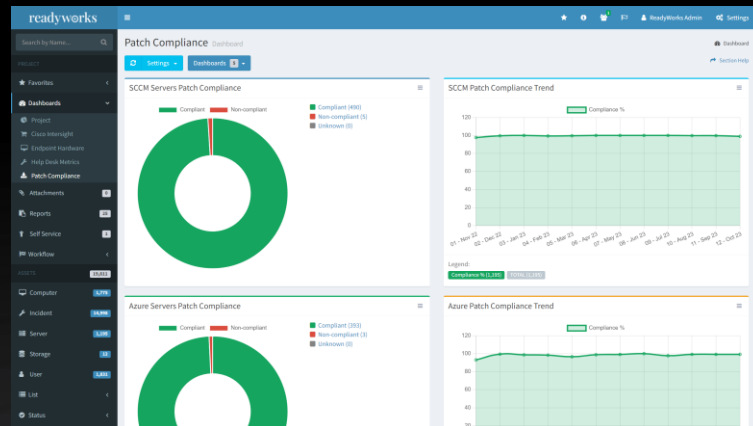 readyworks
ReadyWorks Admin
Settings
Search by Name...
PROJECT
Favorites
Dashboards
Project
Cisco Intersight
Endpoint Hardware
Help Desk Metrics
Patch Compliance
Attachments
Reports
Self Service
Workflow
ASSETS
Computer
Incident
Server
Storage
12
User
List
Status
Patch Compliance Dashboard
Dashboard
Settings
Dashboards
Section Help
SCCM Servers Patch Compliance
Compliant Non-compliant
Compliant (490)
Non-compliant (5)
Unknown (0)
SCCM Patch Compliance Trend
Compliance %
120
100
80
60
40
20
0
01 - Nov 22
02 - Dec 22
03 - Jan 23
04 - Feb 23
05 - Mar 23
06 - Apr 23
07 - May 23
08 - Jun 23
09 - Jul 23
10 - Aug 23
11 - Sep 23
12 - Oct 23
Legend:
Azure Servers Patch Compliance
Compliant Non-compliant
Compliant (393)
Non-compliant (3)
Unknown (0)
Azure Patch Compliance Trend
Compliance %
120
100
80
60
40
20